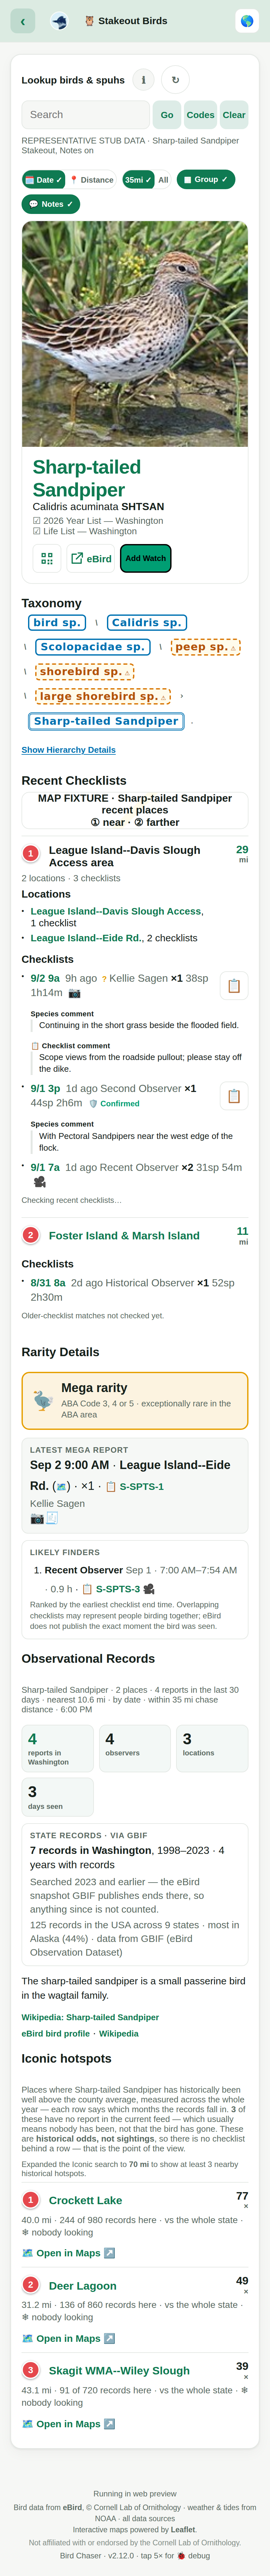 ‹ 🦉 Stakeout Birds 🌎
Lookup birds & spuhs ℹ ↻
Search Go Codes Clear
REPRESENTATIVE STUB DATA · Sharp-tailed Sandpiper
Stakeout, Notes on
🗓️ Date ✓ 📍 Distance 35mi ✓ All ▦ Group ✓
💬 Notes ✓
Sharp-tailed
Sandpiper
Calidris acuminata SHTSAN
☑ 2026 Year List — Washington
☑ Life List — Washington
eBird Add Watch
Taxonomy
bird sp. \ Calidris sp.
\ Scolopacidae sp. \ peep sp. ⚠
\ shorebird sp. ⚠
\ large shorebird sp. ⚠ ›
Sharp-tailed Sandpiper .
Show Hierarchy Details
Recent Checklists
MAP FIXTURE · Sharp-tailed Sandpiper
recent places
① near · ② farther
1 League Island--Davis Slough 29
Access area mi
2 locations · 3 checklists
Locations
• League Island--Davis Slough Access,
1 checklist
• League Island--Eide Rd., 2 checklists
Checklists
• 9/2 9a 9h ago ? Kellie Sagen ×1 38sp
1h14m 📷 📋
Species comment
Continuing in the short grass beside the flooded field.
📋 Checklist comment
Scope views from the roadside pullout; please stay off
the dike.
• 9/1 3p 1d ago Second Observer ×1
44sp 2h6m 🛡️ Confirmed 📋
Species comment
With Pectoral Sandpipers near the west edge of the
flock.
• 9/1 7a 1d ago Recent Observer ×2 31sp 54m
🎥
Checking recent checklists…
2 Foster Island & Marsh Island 11
mi
Checklists
• 8/31 8a 2d ago Historical Observer ×1 52sp
2h30m
Older-checklist matches not checked yet.
Rarity Details
🦤 Mega rarity
ABA Code 3, 4 or 5 · exceptionally rare in the
ABA area
LATEST MEGA REPORT
Sep 2 9:00 AM · League Island--Eide
Rd. (🗺️) · ×1 · 📋 S-SPTS-1
Kellie Sagen
📷🧾
LIKELY FINDERS
1. Recent Observer Sep 1 · 7:00 AM–7:54 AM
· 0.9 h · 📋 S-SPTS-3 🎥
Ranked by the earliest checklist end time. Overlapping
checklists may represent people birding together; eBird
does not publish the exact moment the bird was seen.
Observational Records
Sharp-tailed Sandpiper · 2 places · 4 reports in the last 30
days · nearest 10.6 mi · by date · within 35 mi chase
distance · 6:00 PM
4 4 3
reports in observers locations
Washington
3
days seen
STATE RECORDS · VIA GBIF
7 records in Washington, 1998–2023 · 4
years with records
Searched 2023 and earlier — the eBird
snapshot GBIF publishes ends there, so
anything since is not counted.
125 records in the USA across 9 states · most in
Alaska (44%) · data from GBIF (eBird
Observation Dataset)
The sharp-tailed sandpiper is a small passerine bird
in the wagtail family.
Wikipedia: Sharp-tailed Sandpiper
eBird bird profile · Wikipedia
Iconic hotspots
Places where Sharp-tailed Sandpiper has historically been
well above the county average, measured across the whole
year — each row says which months the records fall in. 3 of
these have no report in the current feed — which usually
means nobody has been, not that the bird has gone. These
are historical odds, not sightings, so there is no checklist
behind a row — that is the point of the view.
Expanded the Iconic search to 70 mi to show at least 3 nearby
historical hotspots.
1 Crockett Lake 77
×
40.0 mi · 244 of 980 records here · vs the whole state ·
❄ nobody looking
🗺️ Open in Maps ↗️
2 Deer Lagoon 49
×
31.2 mi · 136 of 860 records here · vs the whole state ·
❄ nobody looking
🗺️ Open in Maps ↗️
3 Skagit WMA--Wiley Slough 39
×
43.1 mi · 91 of 720 records here · vs the whole state · ❄
nobody looking
🗺️ Open in Maps ↗️
Running in web preview
Bird data from eBird, © Cornell Lab of Ornithology · weather & tides from
NOAA · all data sources
Interactive maps powered by Leaflet.
Not affiliated with or endorsed by the Cornell Lab of Ornithology.
Bird Chaser · v2.12.0 · tap 5× for 🐞 debug